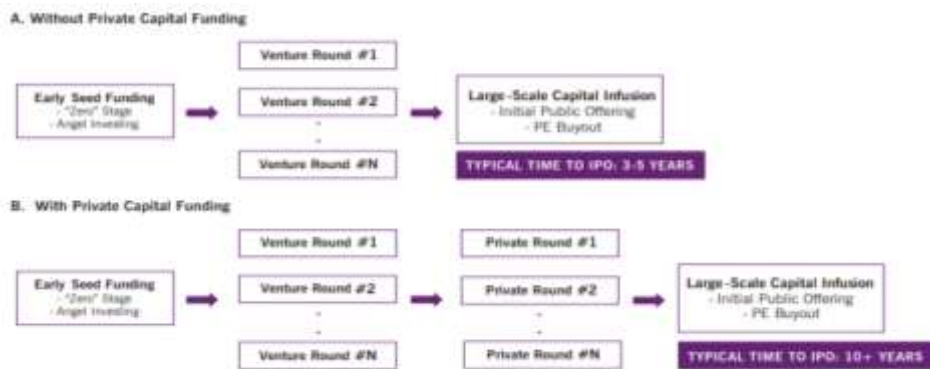 A. Without Private Capital Funding
Venture Round #1
Early Seed Funding
- "Zero" Stage
- Angel Investing
Venture Round #2
-
-
Venture Round #N
Large-Scale Capital Infusion
- Initial Public Offering
- PE Buyout
TYPICAL TIME TO IPO: 3-5 YEARS
B. With Private Capital Funding
Venture Round #1
Private Round #1
Early Seed Funding
- "Zero" Stage
- Angel Investing
Venture Round #2
-
-
Venture Round #N
Private Round #2
-
-
Private Round #N
Large-Scale Capital Infusion
- Initial Public Offering
- PE Buyout
TYPICAL TIME TO IPO: 10+ YEARS